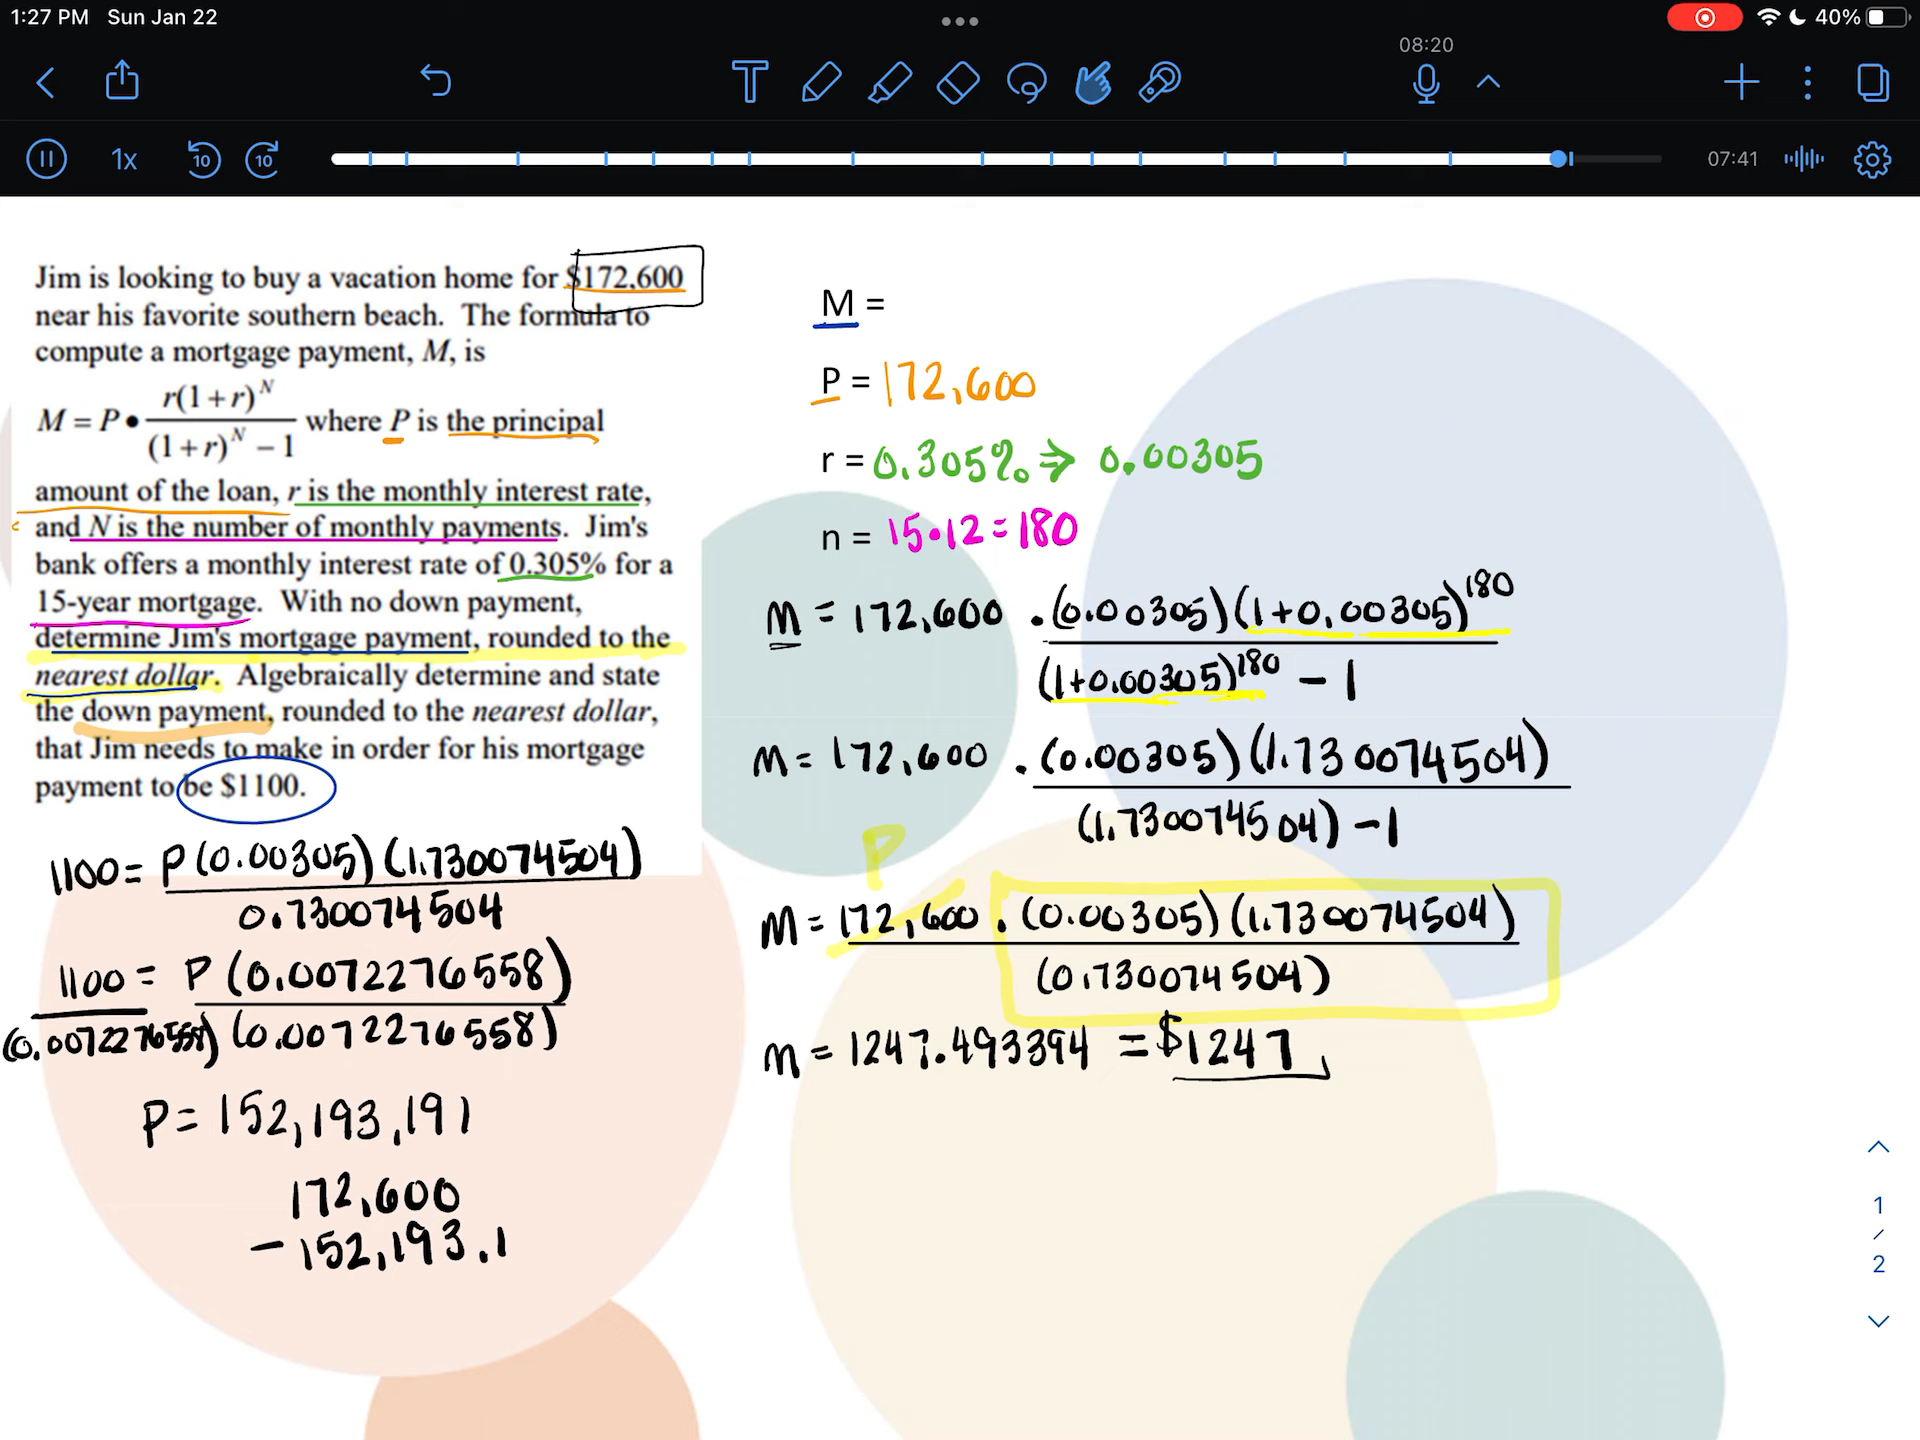 1:27 PM Sun Jan 22
40%
08:20
1x
10
10
07:41
Jim is looking to buy a vacation home for $172,600
near his favorite southern beach. The formula to
compute a mortgage payment, M, is
M = P • r(1+r)^N / (1+r)^N − 1 where P is the principal
amount of the loan, r is the monthly interest rate,
and N is the number of monthly payments. Jim's
bank offers a monthly interest rate of 0.305% for a
15-year mortgage. With no down payment,
determine Jim's mortgage payment, rounded to the
nearest dollar. Algebraically determine and state
the down payment, rounded to the nearest dollar,
that Jim needs to make in order for his mortgage
payment to be $1100.
1100 = P(0.00305)(1.730074504)
0.730074504
1100 = P(0.0072276558)
(0.0072276558) (0.0072276558)
P = 152,193,191
172,600
− 152,193.1
M =
P = 172,600
r = 0.305% ⇒ 0.00305
n = 15•12 = 180
M = 172,600 · (0.00305)(1+0.00305)^180
(1+0.00305)^180 − 1
M = 172,600 · (0.00305)(1.730074504)
(1.730074504) − 1
P
M = 172,600 · (0.00305)(1.730074504)
(0.730074504)
m = 1247.493394 = $1247
1
/
2